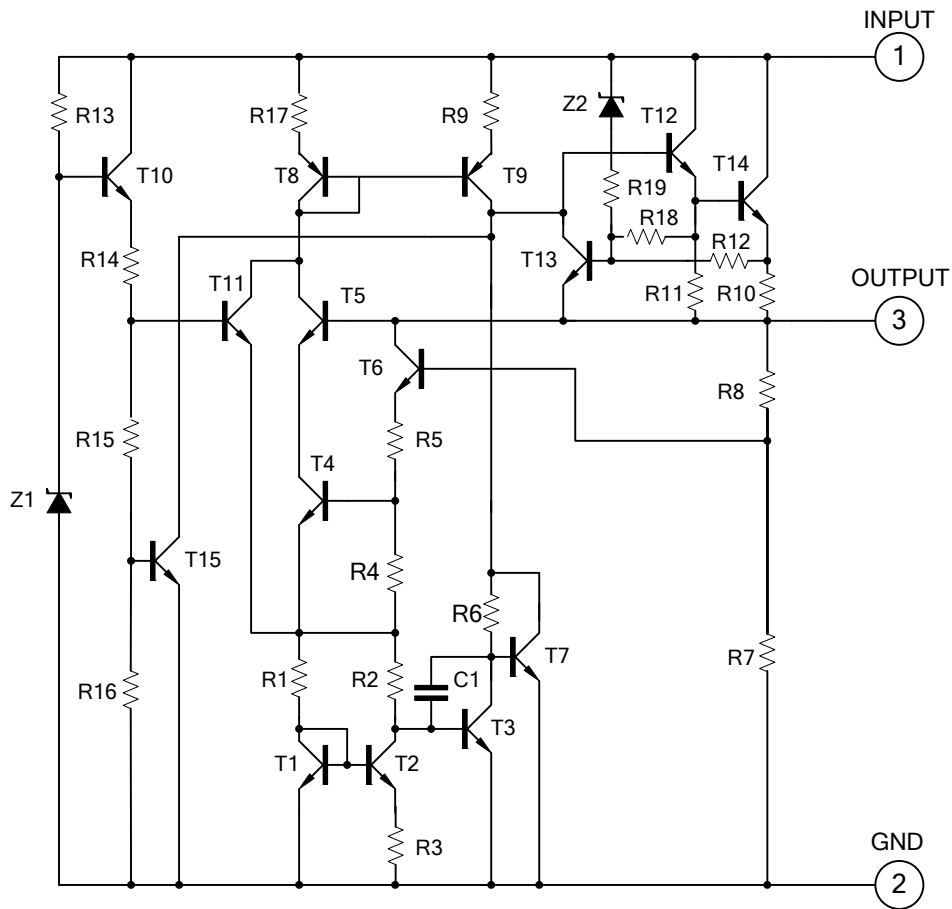 INPUT
1
R13
R17
R9
Z2
T12
T10
T8
T9
T14
R19
R18
R12
R14
T11
T13
T5
R11
R10
OUTPUT
3
T6
R8
R15
R5
T4
Z1
T15
R4
R6
R7
T7
R16
R1
R2
C1
T3
T1
T2
R3
GND
2